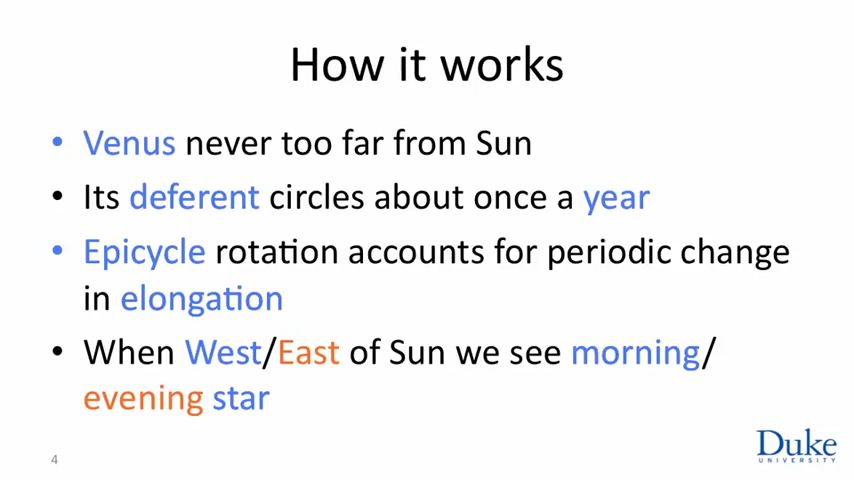 How it works
• Venus never too far from Sun
• Its deferent circles about once a year
• Epicycle rotation accounts for periodic change
in elongation
• When West/East of Sun we see morning/
evening star
4
Duke
UNIVERSITY